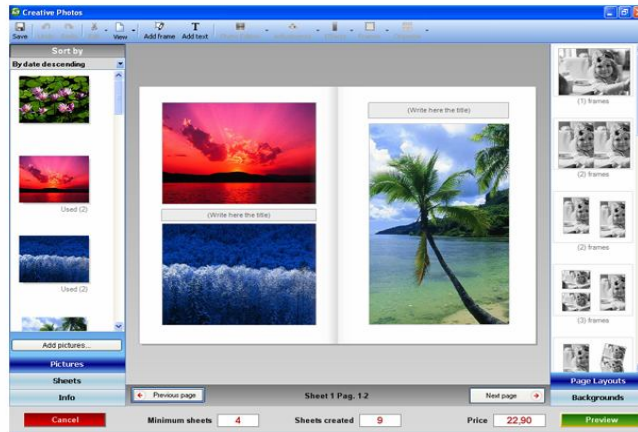 Creative Photos
Save
View
Add frame
Add text
Sort by
By date descending
Used (2)
Used (2)
Add pictures...
Pictures
Sheets
Info
(Write here the title)
(Write here the title)
Previous page
Sheet 1 Pag. 1-2
Next page
(1) frames
(2) frames
(2) frames
(3) frames
Page Layouts
Backgrounds
Cancel
Minimum sheets 4
Sheets created 9
Price 22,90
Preview